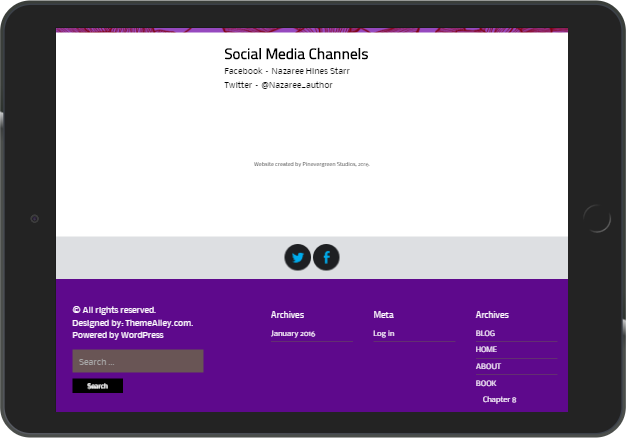 Social Media Channels
Facebook - Nazaree Hines Starr
Twitter - @Nazaree_author
Website created by Pinevergreen Studios, 2015.
© All rights reserved.
Designed by: ThemeAlley.com.
Powered by WordPress
Search ...
Search
Archives
January 2016
Meta
Log in
Archives
BLOG
HOME
ABOUT
BOOK
Chapter 8